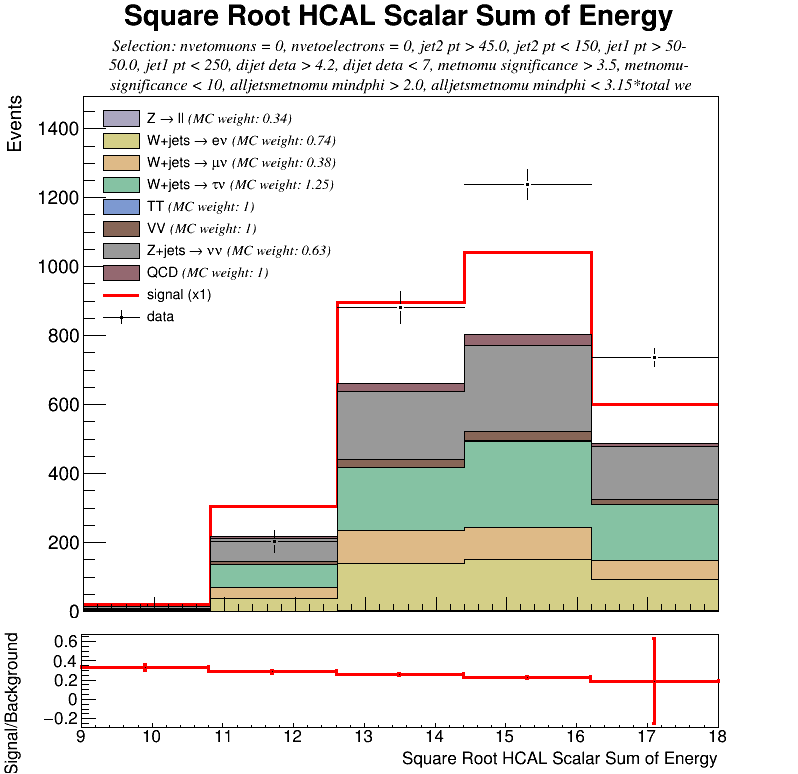 Square Root HCAL Scalar Sum of Energy
Selection: nvetomuons = 0, nvetoelectrons = 0, jet2 pt > 45.0, jet2 pt < 150, jet1 pt > 50-
50.0, jet1 pt < 250, dijet deta > 4.2, dijet deta < 7, metnomu significance > 3.5, metnomu-
significance < 10, alljetsmetnomu mindphi > 2.0, alljetsmetnomu mindphi < 3.15*total we
Events
1400
1200
1000
800
600
400
200
0
Z → ll (MC weight: 0.34)
W+jets → eν (MC weight: 0.74)
W+jets → μν (MC weight: 0.38)
W+jets → τν (MC weight: 1.25)
TT (MC weight: 1)
VV (MC weight: 1)
Z+jets → νν (MC weight: 0.63)
QCD (MC weight: 1)
signal (x1)
data
Signal/Background
0.6
0.4
0.2
0
−0.2
9 10 11 12 13 14 15 16 17 18
Square Root HCAL Scalar Sum of Energy